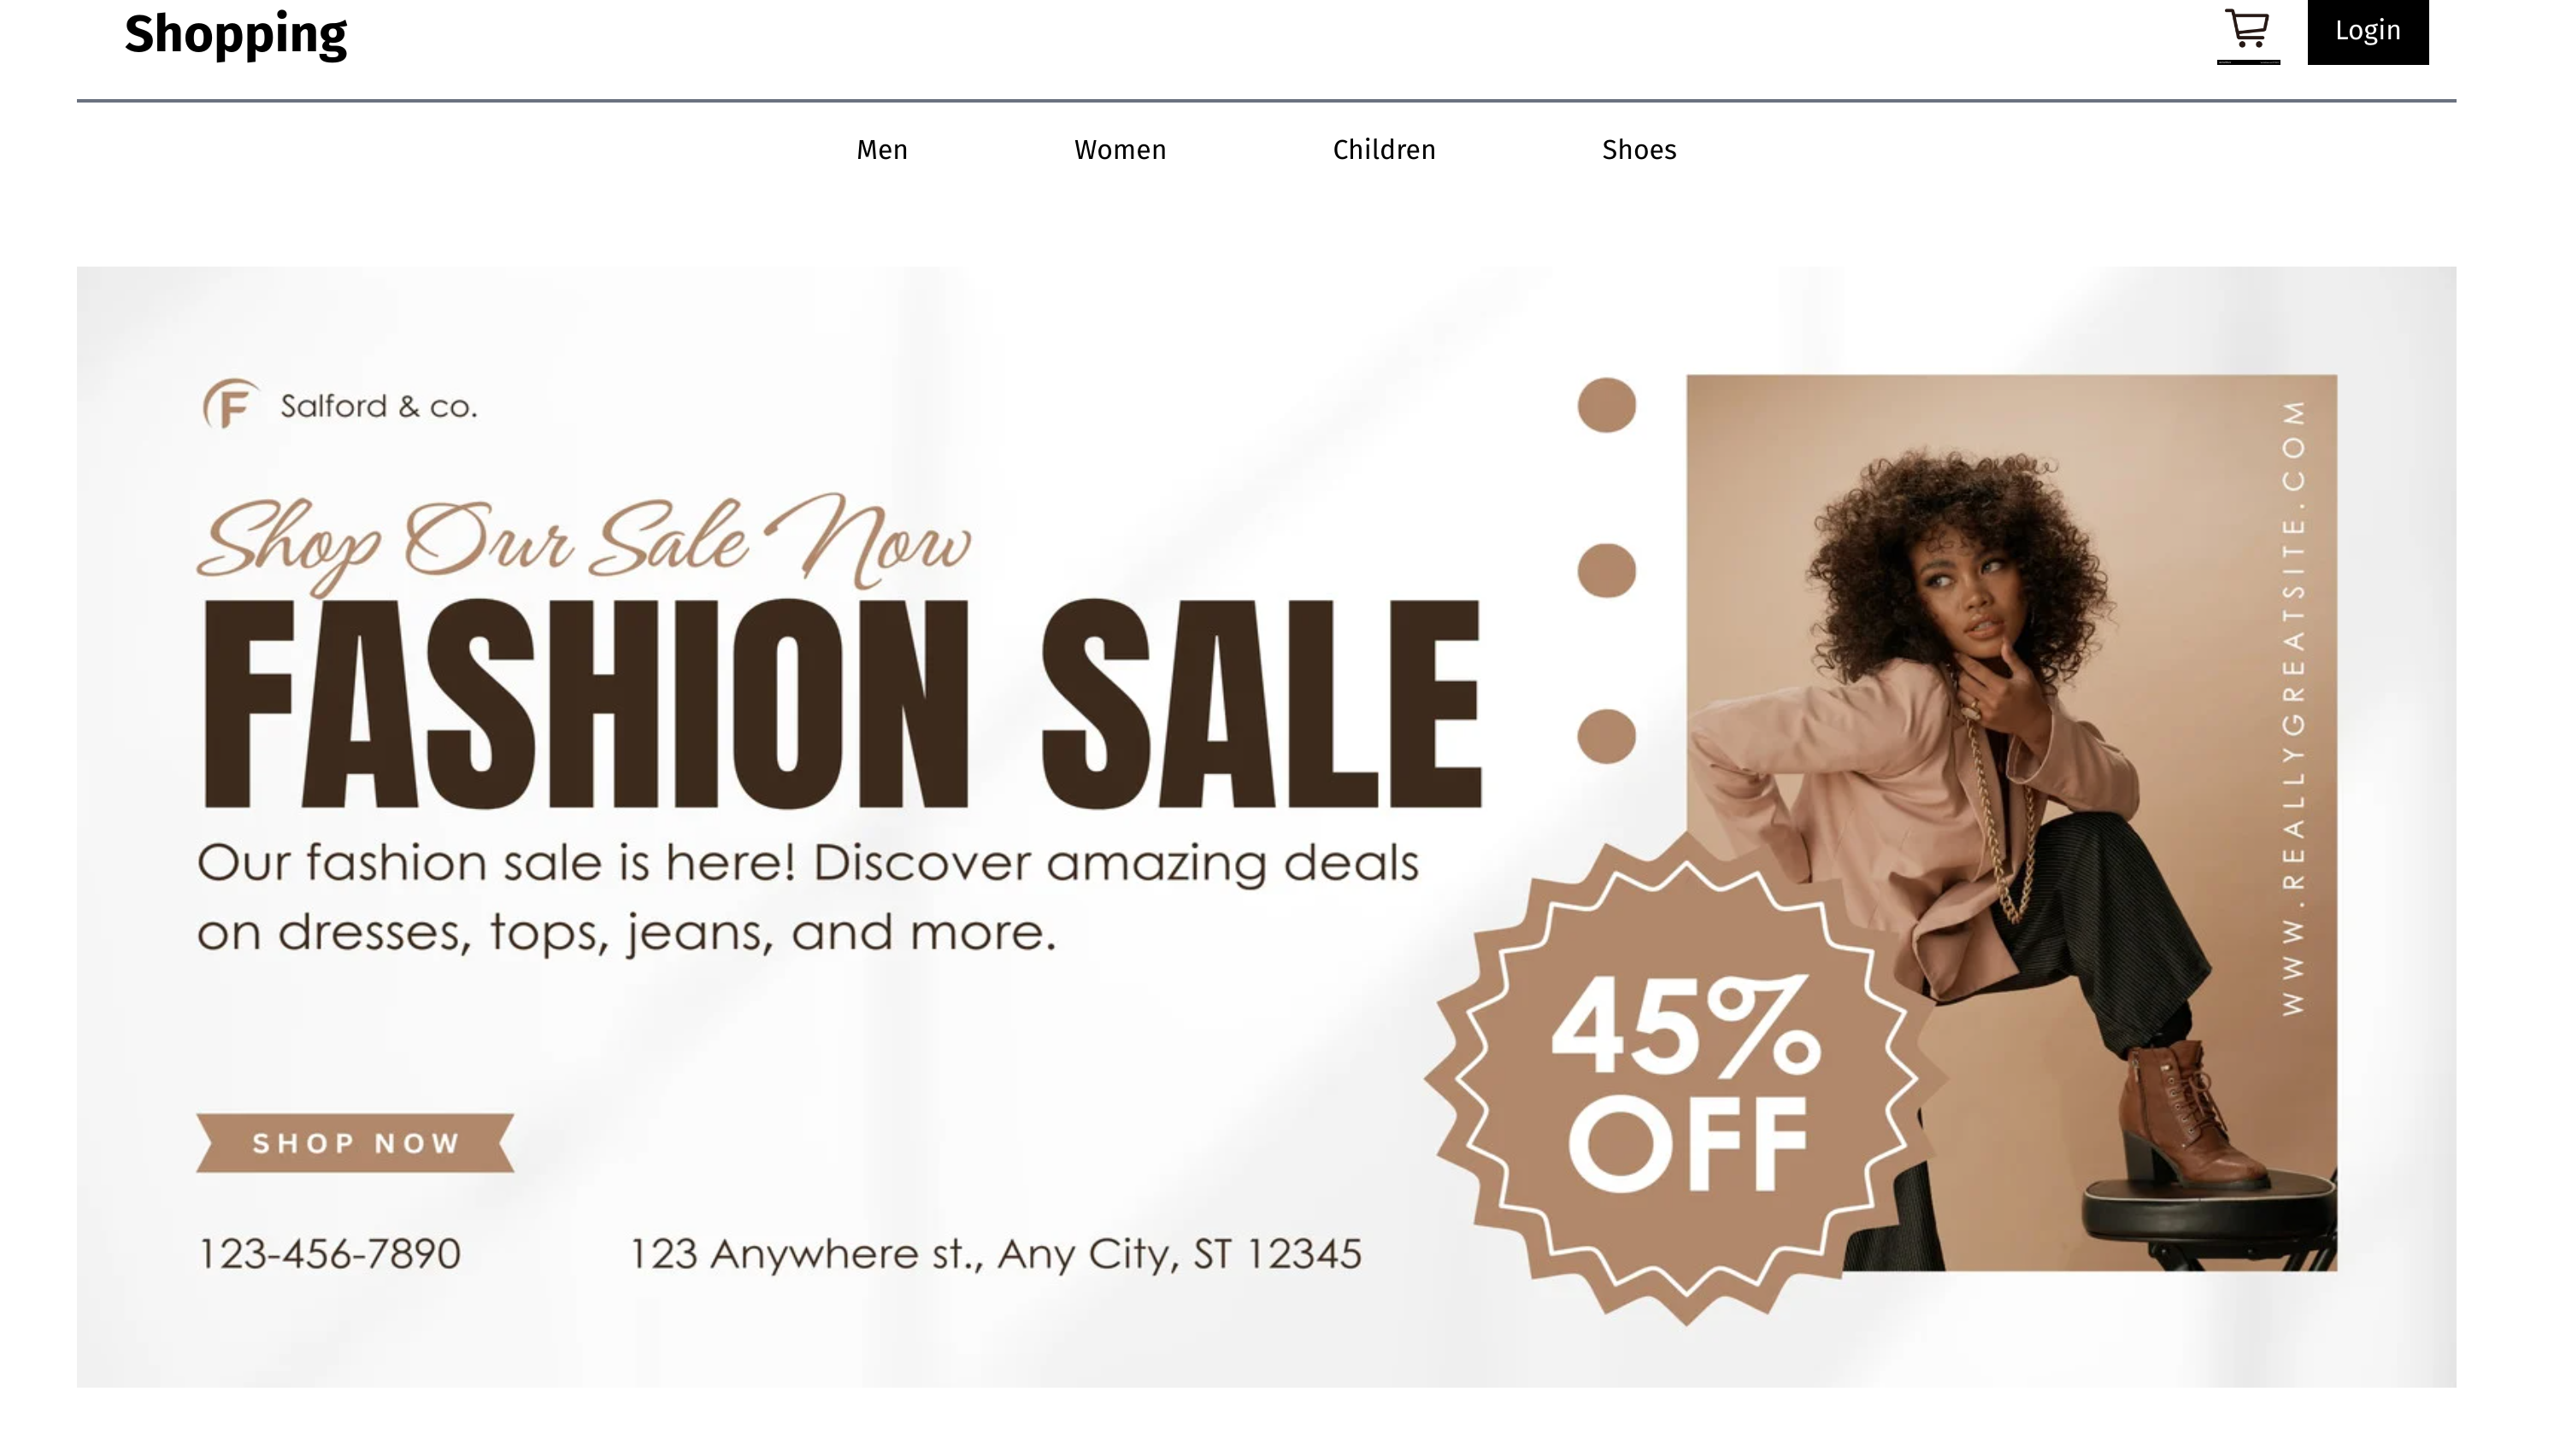 Shopping
Login
Men
Women
Children
Shoes
F
Salford & co.
Shop Our Sale Now
FASHION SALE
Our fashion sale is here! Discover amazing deals
on dresses, tops, jeans, and more.
SHOP NOW
123-456-7890
123 Anywhere st., Any City, ST 12345
45%
OFF
WWW.REALLYGREATSITE.COM